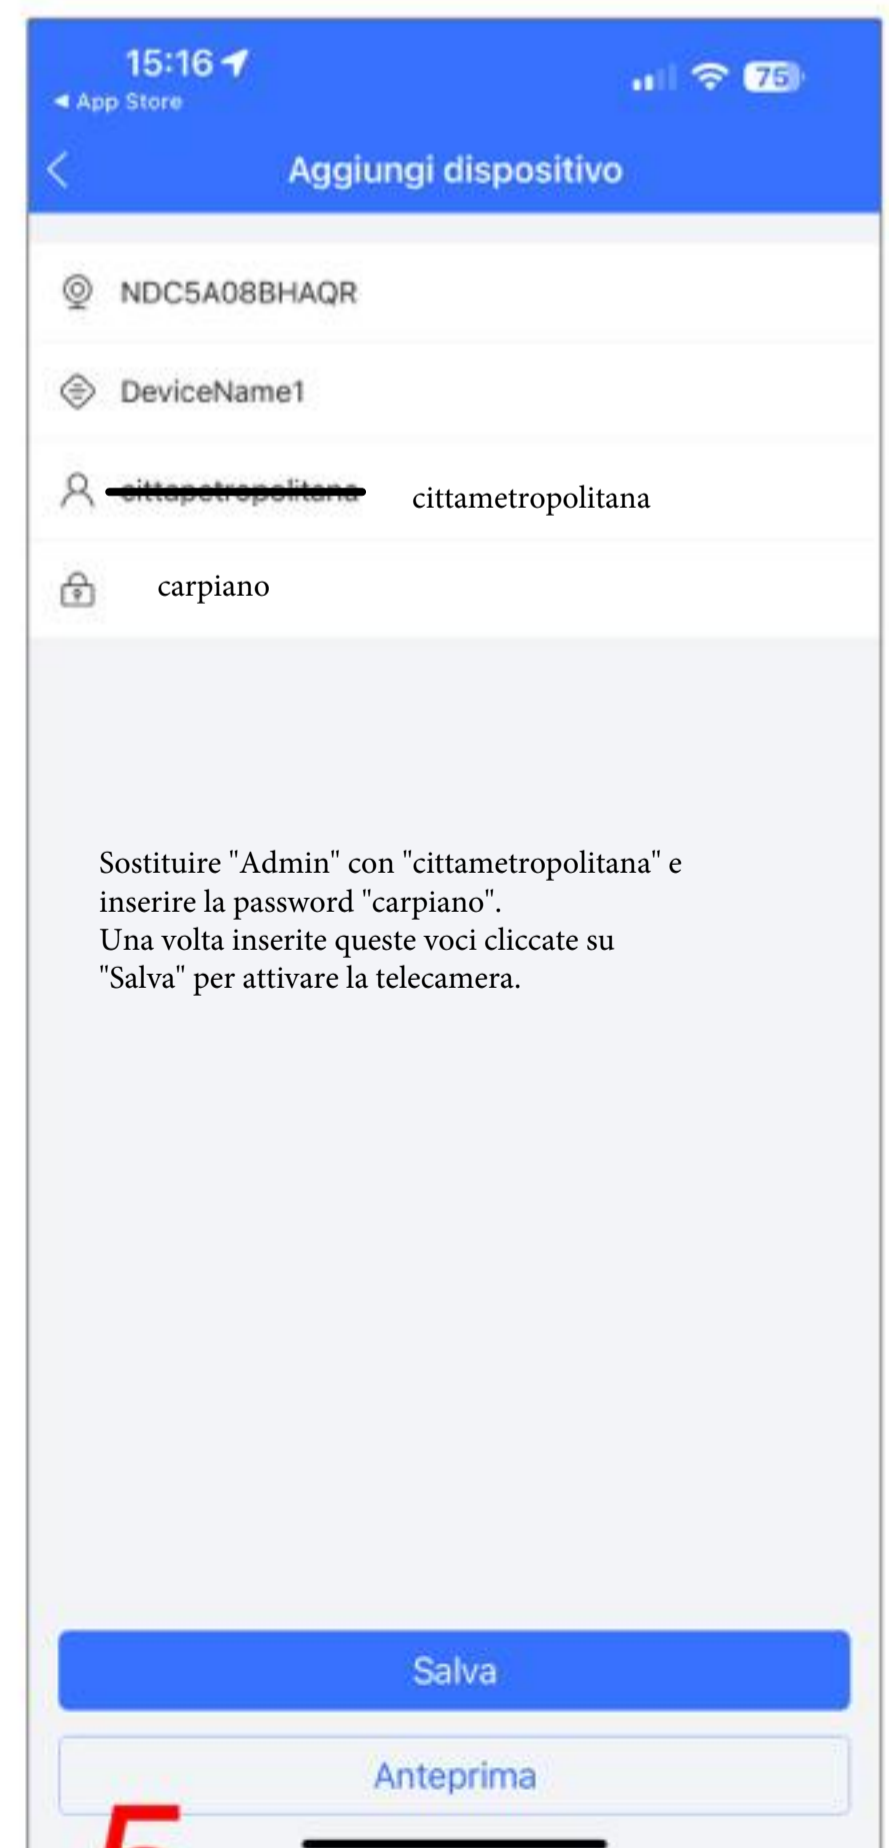 15:16
◄ App Store
75
Aggiungi dispositivo
NDC5A08BHAQR
DeviceName1
cittapetropolitana cittametropolitana
carpiano
Sostituire "Admin" con "cittametropolitana" e
inserire la password "carpiano".
Una volta inserite queste voci cliccate su
"Salva" per attivare la telecamera.
Salva
Anteprima